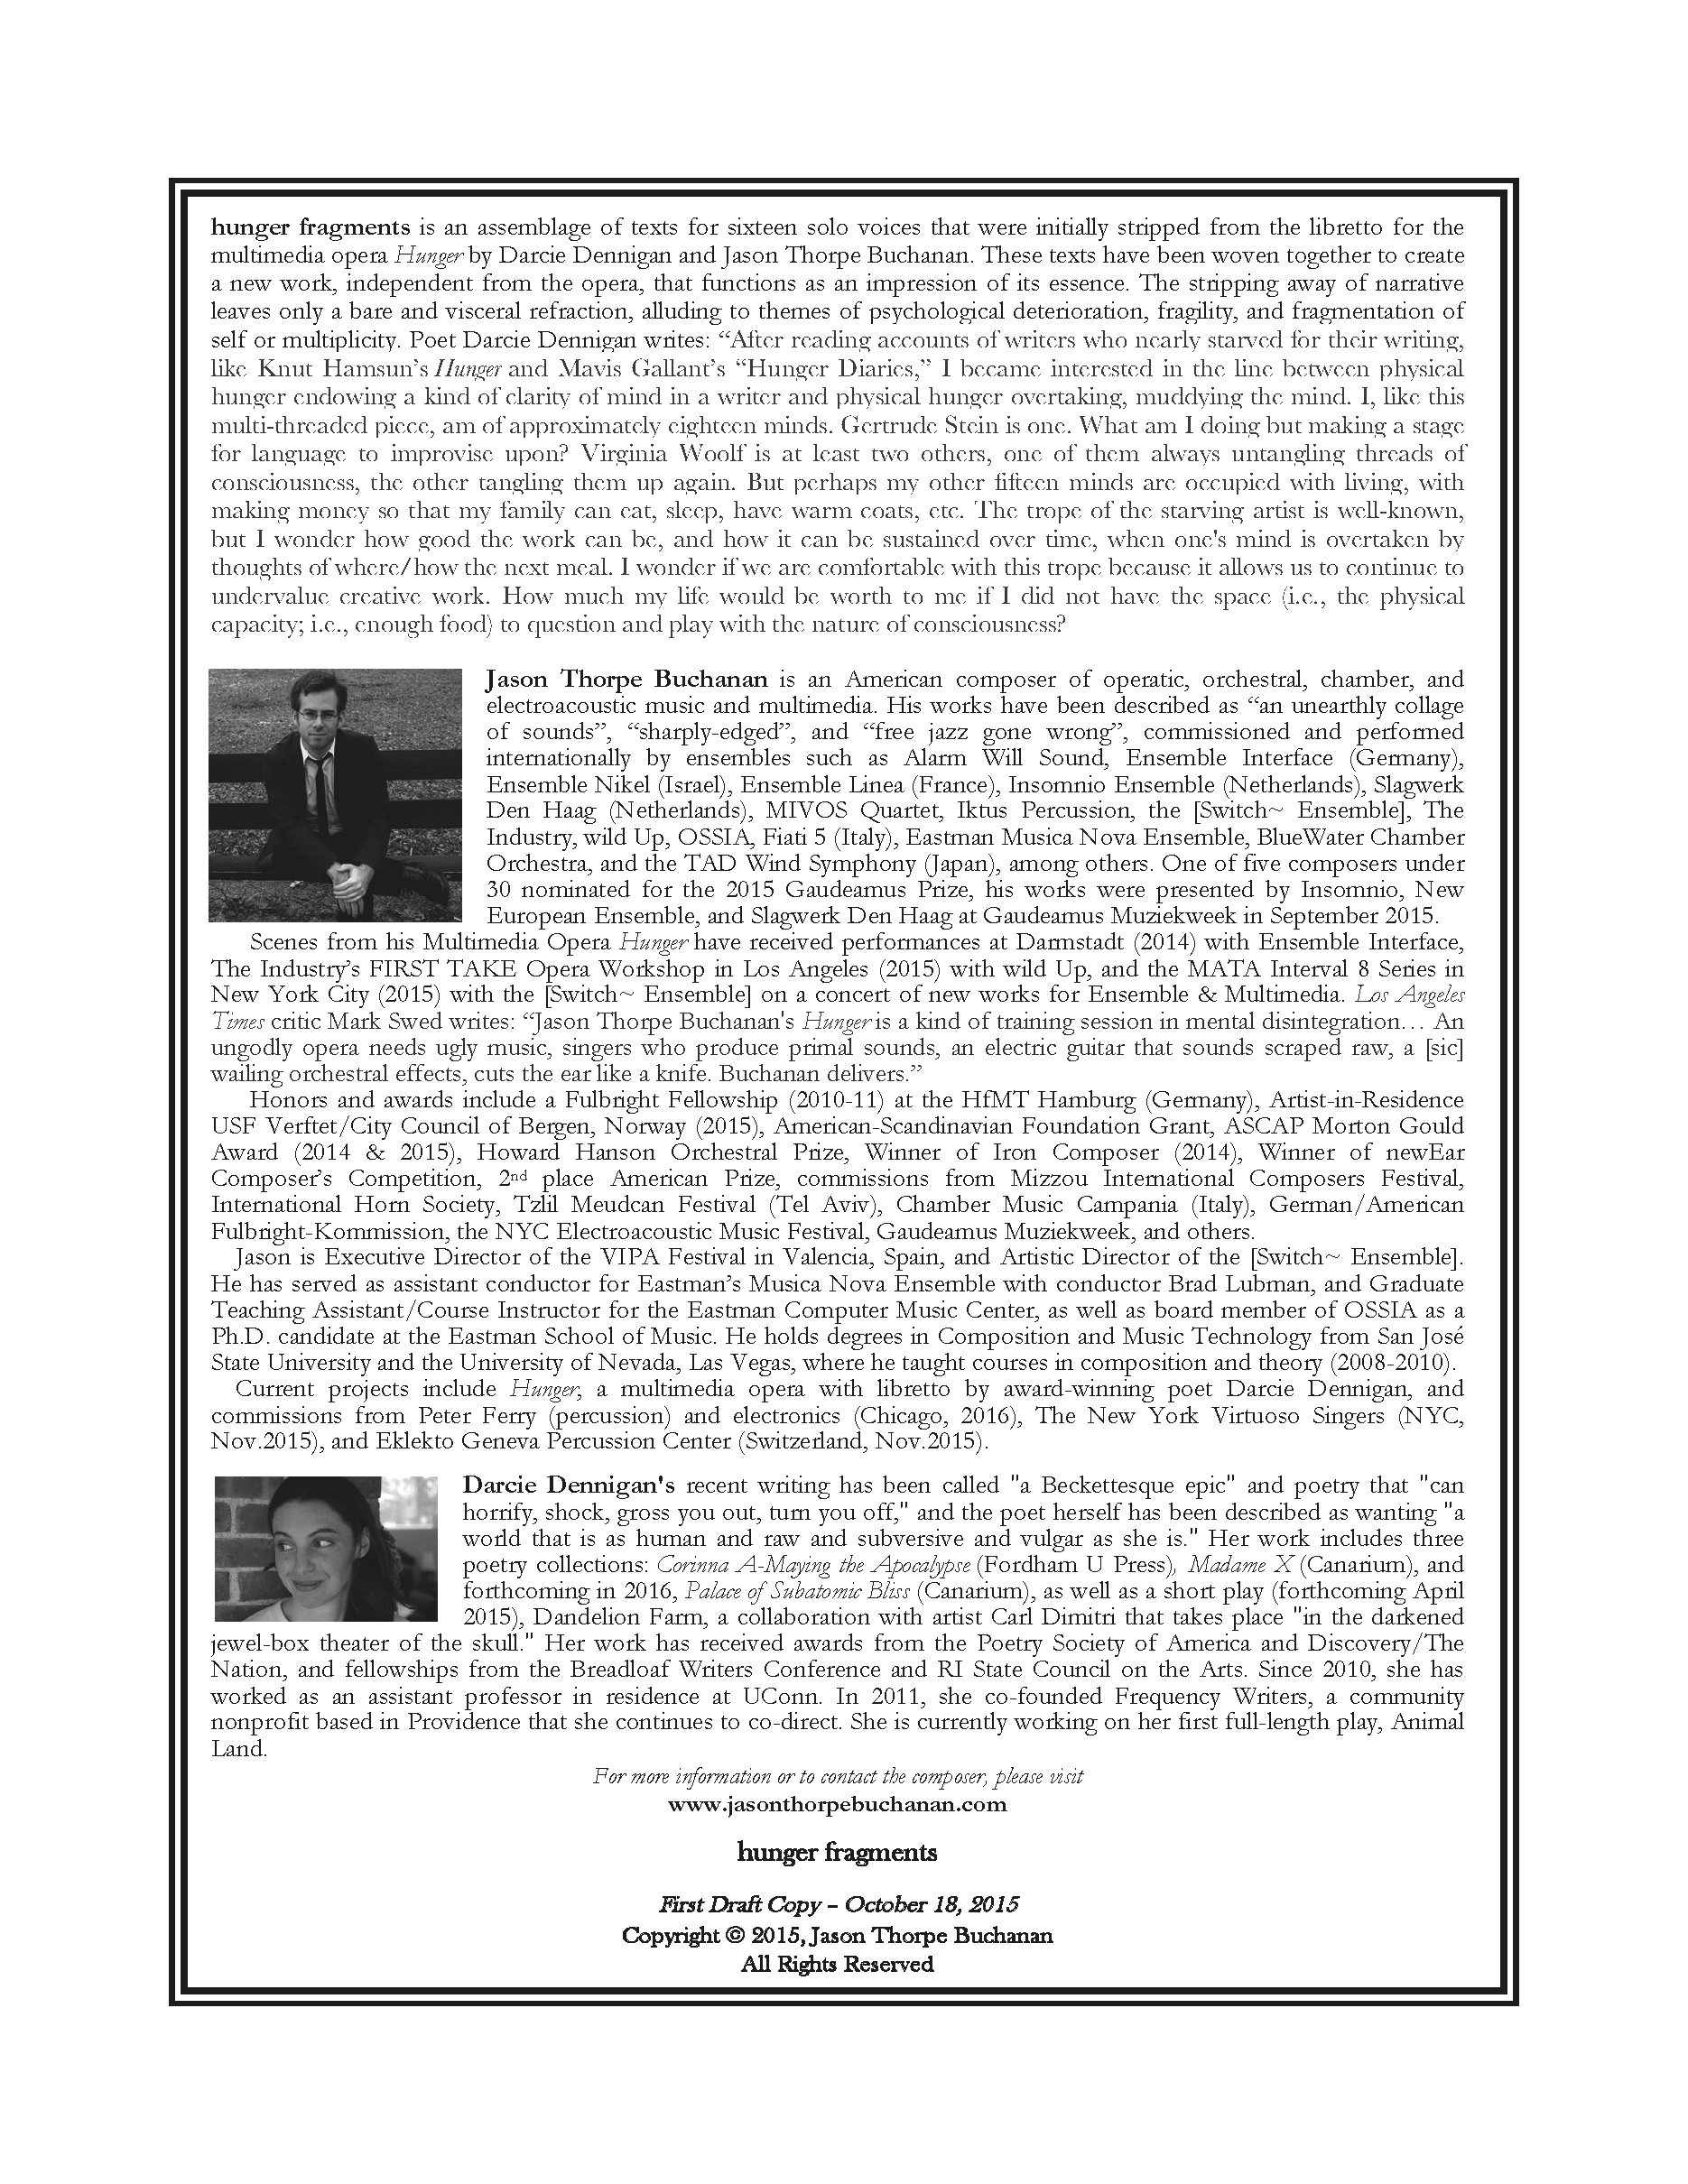 hunger fragments is an assemblage of texts for sixteen solo voices that were initially stripped from the libretto for the
multimedia opera Hunger by Darcie Dennigan and Jason Thorpe Buchanan. These texts have been woven together to create
a new work, independent from the opera, that functions as an impression of its essence. The stripping away of narrative
leaves only a bare and visceral refraction, alluding to themes of psychological deterioration, fragility, and fragmentation of
self or multiplicity. Poet Darcie Dennigan writes: “After reading accounts of writers who nearly starved for their writing,
like Knut Hamsun’s Hunger and Mavis Gallant’s “Hunger Diaries,” I became interested in the line between physical
hunger endowing a kind of clarity of mind in a writer and physical hunger overtaking, muddying the mind. I, like this
multi-threaded piece, am of approximately eighteen minds. Gertrude Stein is one. What am I doing but making a stage
for language to improvise upon? Virginia Woolf is at least two others, one of them always untangling threads of
consciousness, the other tangling them up again. But perhaps my other fifteen minds are occupied with living, with
making money so that my family can eat, sleep, have warm coats, etc. The trope of the starving artist is well-known,
but I wonder how good the work can be, and how it can be sustained over time, when one's mind is overtaken by
thoughts of where/how the next meal. I wonder if we are comfortable with this trope because it allows us to continue to
undervalue creative work. How much my life would be worth to me if I did not have the space (i.e., the physical
capacity; i.e., enough food) to question and play with the nature of consciousness?
Jason Thorpe Buchanan is an American composer of operatic, orchestral, chamber, and
electroacoustic music and multimedia. His works have been described as “an unearthly collage
of sounds”, “sharply-edged”, and “free jazz gone wrong”, commissioned and performed
internationally by ensembles such as Alarm Will Sound, Ensemble Interface (Germany),
Ensemble Nikel (Israel), Ensemble Linea (France), Insomnio Ensemble (Netherlands), Slagwerk
Den Haag (Netherlands), MIVOS Quartet, Iktus Percussion, the [Switch~ Ensemble], The
Industry, wild Up, OSSIA, Fiati 5 (Italy), Eastman Musica Nova Ensemble, BlueWater Chamber
Orchestra, and the TAD Wind Symphony (Japan), among others. One of five composers under
30 nominated for the 2015 Gaudeamus Prize, his works were presented by Insomnio, New
European Ensemble, and Slagwerk Den Haag at Gaudeamus Muziekweek in September 2015.
Scenes from his Multimedia Opera Hunger have received performances at Darmstadt (2014) with Ensemble Interface,
The Industry’s FIRST TAKE Opera Workshop in Los Angeles (2015) with wild Up, and the MATA Interval 8 Series in
New York City (2015) with the [Switch~ Ensemble] on a concert of new works for Ensemble & Multimedia. Los Angeles
Times critic Mark Swed writes: “Jason Thorpe Buchanan's Hunger is a kind of training session in mental disintegration… An
ungodly opera needs ugly music, singers who produce primal sounds, an electric guitar that sounds scraped raw, a [sic]
wailing orchestral effects, cuts the ear like a knife. Buchanan delivers.”
Honors and awards include a Fulbright Fellowship (2010-11) at the HfMT Hamburg (Germany), Artist-in-Residence
USF Verftet/City Council of Bergen, Norway (2015), American-Scandinavian Foundation Grant, ASCAP Morton Gould
Award (2014 & 2015), Howard Hanson Orchestral Prize, Winner of Iron Composer (2014), Winner of newEar
Composer’s Competition, 2nd place American Prize, commissions from Mizzou International Composers Festival,
International Horn Society, Tzlil Meudcan Festival (Tel Aviv), Chamber Music Campania (Italy), German/American
Fulbright-Kommission, the NYC Electroacoustic Music Festival, Gaudeamus Muziekweek, and others.
Jason is Executive Director of the VIPA Festival in Valencia, Spain, and Artistic Director of the [Switch~ Ensemble].
He has served as assistant conductor for Eastman’s Musica Nova Ensemble with conductor Brad Lubman, and Graduate
Teaching Assistant/Course Instructor for the Eastman Computer Music Center, as well as board member of OSSIA as a
Ph.D. candidate at the Eastman School of Music. He holds degrees in Composition and Music Technology from San José
State University and the University of Nevada, Las Vegas, where he taught courses in composition and theory (2008-2010).
Current projects include Hunger, a multimedia opera with libretto by award-winning poet Darcie Dennigan, and
commissions from Peter Ferry (percussion) and electronics (Chicago, 2016), The New York Virtuoso Singers (NYC,
Nov.2015), and Eklekto Geneva Percussion Center (Switzerland, Nov.2015).
Darcie Dennigan's recent writing has been called "a Beckettesque epic" and poetry that "can
horrify, shock, gross you out, turn you off," and the poet herself has been described as wanting "a
world that is as human and raw and subversive and vulgar as she is." Her work includes three
poetry collections: Corinna A-Maying the Apocalypse (Fordham U Press), Madame X (Canarium), and
forthcoming in 2016, Palace of Subatomic Bliss (Canarium), as well as a short play (forthcoming April
2015), Dandelion Farm, a collaboration with artist Carl Dimitri that takes place "in the darkened
jewel-box theater of the skull." Her work has received awards from the Poetry Society of America and Discovery/The
Nation, and fellowships from the Breadloaf Writers Conference and RI State Council on the Arts. Since 2010, she has
worked as an assistant professor in residence at UConn. In 2011, she co-founded Frequency Writers, a community
nonprofit based in Providence that she continues to co-direct. She is currently working on her first full-length play, Animal
Land.
For more information or to contact the composer, please visit
www.jasonthorpebuchanan.com
hunger fragments
First Draft Copy – October 18, 2015
Copyright © 2015, Jason Thorpe Buchanan
All Rights Reserved